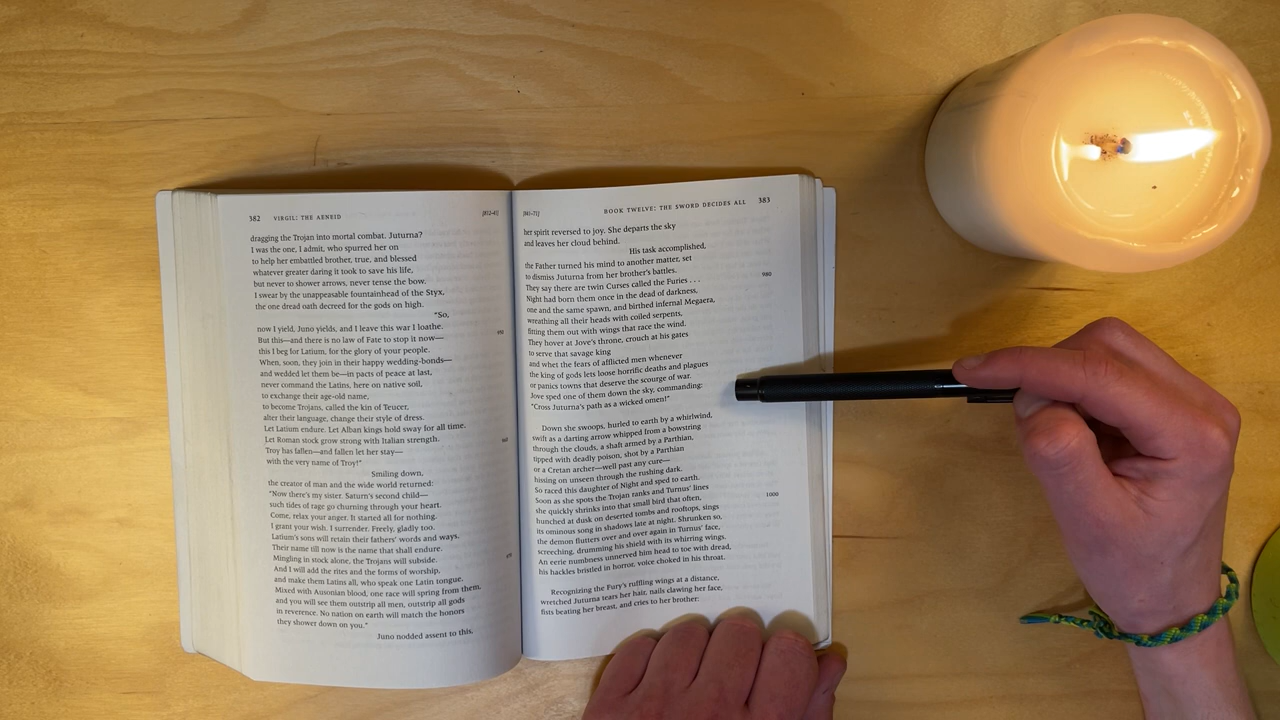 382 VIRGIL: THE AENEID [812–41]
dragging the Trojan into mortal combat. Juturna?
I was the one, I admit, who spurred her on
to help her embattled brother, true, and blessed
whatever greater daring it took to save his life,
but never to shower arrows, never tense the bow.
I swear by the unappeasable fountainhead of the Styx,
the one dread oath decreed for the gods on high.
"So,
now I yield, Juno yields, and I leave this war I loathe. 950
But this—and there is no law of Fate to stop it now—
this I beg for Latium, for the glory of your people.
When, soon, they join in their happy wedding-bonds—
and wedded let them be—in pacts of peace at last,
never command the Latins, here on native soil,
to exchange their age-old name,
to become Trojans, called the kin of Teucer,
alter their language, change their style of dress.
Let Latium endure. Let Alban kings hold sway for all time.
Let Roman stock grow strong with Italian strength. 960
Troy has fallen—and fallen let her stay—
with the very name of Troy!"
Smiling down,
the creator of man and the wide world returned:
"Now there's my sister. Saturn's second child—
such tides of rage go churning through your heart.
Come, relax your anger. It started all for nothing.
I grant your wish. I surrender. Freely, gladly too.
Latium's sons will retain their fathers' words and ways.
Their name till now is the name that shall endure.
Mingling in stock alone, the Trojans will subside. 970
And I will add the rites and the forms of worship,
and make them Latins all, who speak one Latin tongue.
Mixed with Ausonian blood, one race will spring from them,
and you will see them outstrip all men, outstrip all gods
in reverence. No nation on earth will match the honors
they shower down on you."
Juno nodded assent to this,
[841–71] BOOK TWELVE: THE SWORD DECIDES ALL 383
her spirit reversed to joy. She departs the sky
and leaves her cloud behind.
His task accomplished,
the Father turned his mind to another matter, set
to dismiss Juturna from her brother's battles. 980
They say there are twin Curses called the Furies . . .
Night had born them once in the dead of darkness,
one and the same spawn, and birthed infernal Megaera,
wreathing all their heads with coiled serpents,
fitting them out with wings that race the wind.
They hover at Jove's throne, crouch at his gates
to serve that savage king
and whet the fears of afflicted men whenever
the king of gods lets loose horrific deaths and plagues
or panics towns that deserve the scourge of war.
Jove sped one of them down the sky, commanding:
"Cross Juturna's path as a wicked omen!"
Down she swoops, hurled to earth by a whirlwind,
swift as a darting arrow whipped from a bowstring
through the clouds, a shaft armed by a Parthian,
tipped with deadly poison, shot by a Parthian
or a Cretan archer—well past any cure—
hissing on unseen through the rushing dark.
So raced this daughter of Night and sped to earth.
Soon as she spots the Trojan ranks and Turnus' lines 1000
she quickly shrinks into that small bird that often,
hunched at dusk on deserted tombs and rooftops, sings
its ominous song in shadows late at night. Shrunken so,
the demon flutters over and over again in Turnus' face,
screeching, drumming his shield with its whirring wings.
An eerie numbness unnerved him head to toe with dread,
his hackles bristled in horror, voice choked in his throat.
Recognizing the Fury's ruffling wings at a distance,
wretched Juturna tears her hair, nails clawing her face,
fists beating her breast, and cries to her brother: